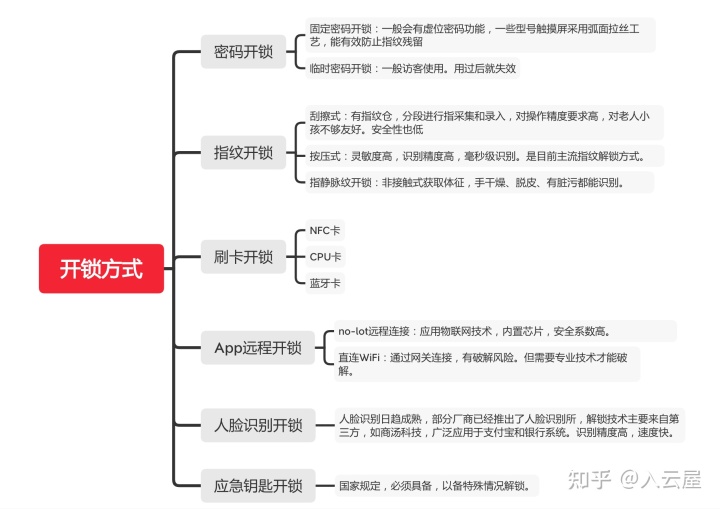 固定密码开锁：一般会有虚位密码功能，一些型号触摸屏采用弧面拉丝工
艺，能有效防止指纹残留
密码开锁
临时密码开锁：一般访客使用。用过后就失效
刮擦式：有指纹仓，分段进行指采集和录入，对操作精度要求高，对老人小
孩不够友好。安全性也低
指纹开锁
按压式：灵敏度高，识别精度高，毫秒级识别。是目前主流指纹解锁方式。
指静脉纹开锁：非接触式获取体征，手干燥、脱皮、有脏污都能识别。
开锁方式
刷卡开锁
NFC卡
CPU卡
蓝牙卡
App远程开锁
no-lot远程连接：应用物联网技术，内置芯片，安全系数高。
直连WiFi：通过网关连接，有破解风险。但需要专业技术才能破
解。
人脸识别开锁
人脸识别日趋成熟，部分厂商已经推出了人脸识别所，解锁技术主要来自第
三方，如商汤科技，广泛应用于支付宝和银行系统。识别精度高，速度快。
应急钥匙开锁
国家规定，必须具备，以备特殊情况解锁。
知乎 @入云屋